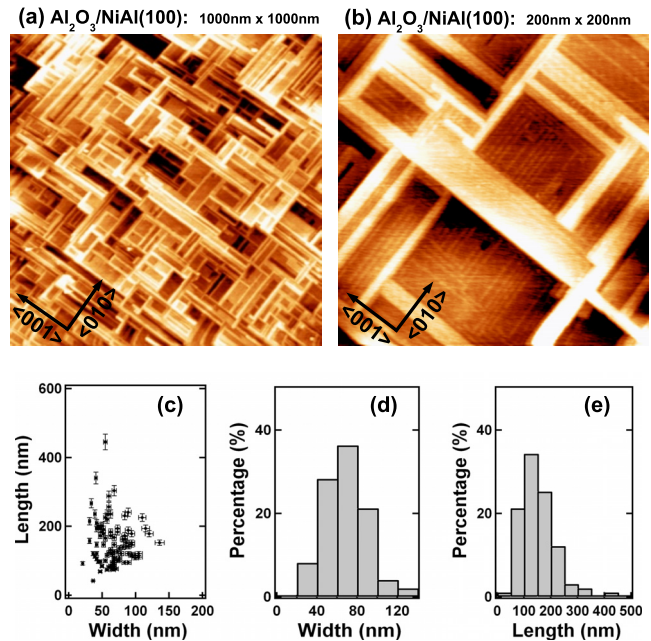 (a) Al2O3/NiAl(100): 1000nm x 1000nm
(b) Al2O3/NiAl(100): 200nm x 200nm
<001>
<010>
<001>
<010>
(c)
Length (nm)
600
400
200
0
0 50 100 150 200
Width (nm)
(d)
Percentage (%)
40
20
0
0 40 80 120
Width (nm)
(e)
Percentage (%)
40
20
0
0 100 200 300 400 500
Length (nm)